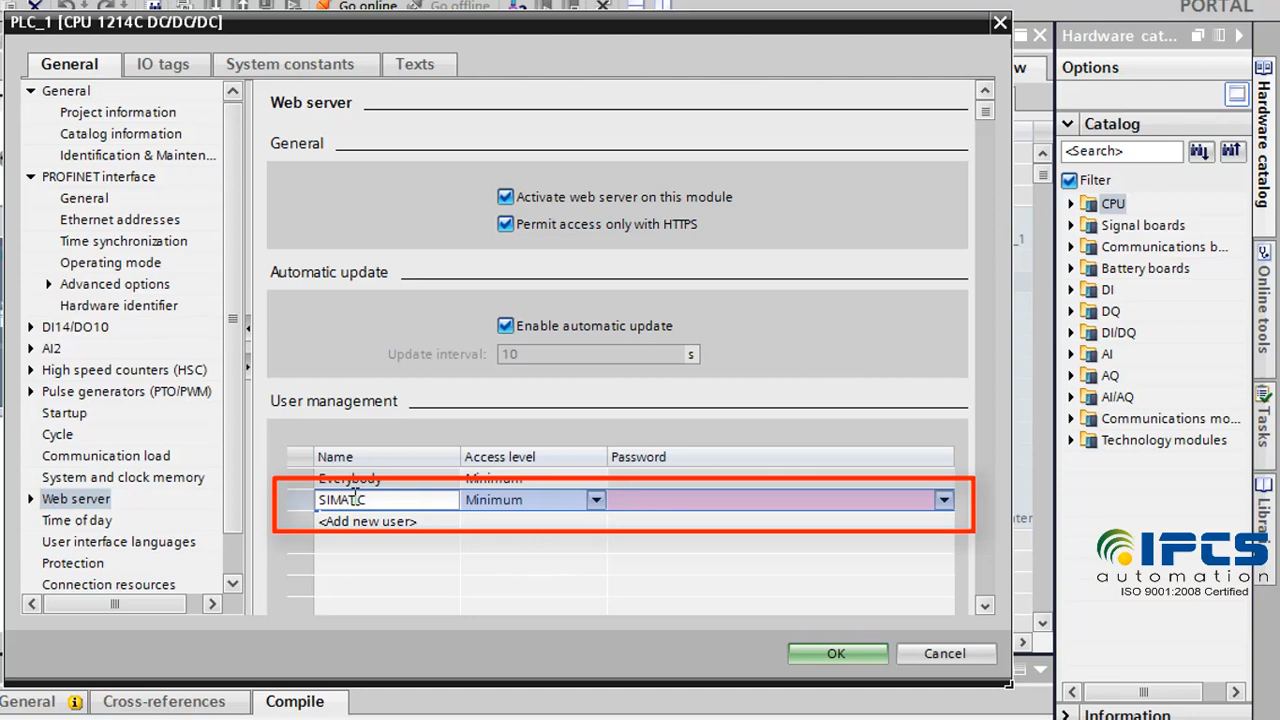 Go online
Go offline
PORTAL
PLC_1 [CPU 1214C DC/DC/DC]
General
IO tags
System constants
Texts
General
Project information
Catalog information
Identification & Mainten...
PROFINET interface
General
Ethernet addresses
Time synchronization
Operating mode
Advanced options
Hardware identifier
DI14/DO10
AI2
High speed counters (HSC)
Pulse generators (PTO/PWM)
Startup
Cycle
Communication load
System and clock memory
Web server
Time of day
User interface languages
Protection
Connection resources
Web server
General
Activate web server on this module
Permit access only with HTTPS
Automatic update
Enable automatic update
Update interval: 10 s
User management
Name Access level Password
Everybody Minimum
SIMATIC Minimum
<Add new user>
OK
Cancel
Hardware cat...
Options
Catalog
<Search>
Filter
CPU
Signal boards
Communications b...
Battery boards
DI
DQ
DI/DQ
AI
AQ
AI/AQ
Communications mo...
Technology modules
Information
Hardware catalog
Online tools
Tasks
Libra
IPCS
automation
ISO 9001:2008 Certified
General
Cross-references
Compile